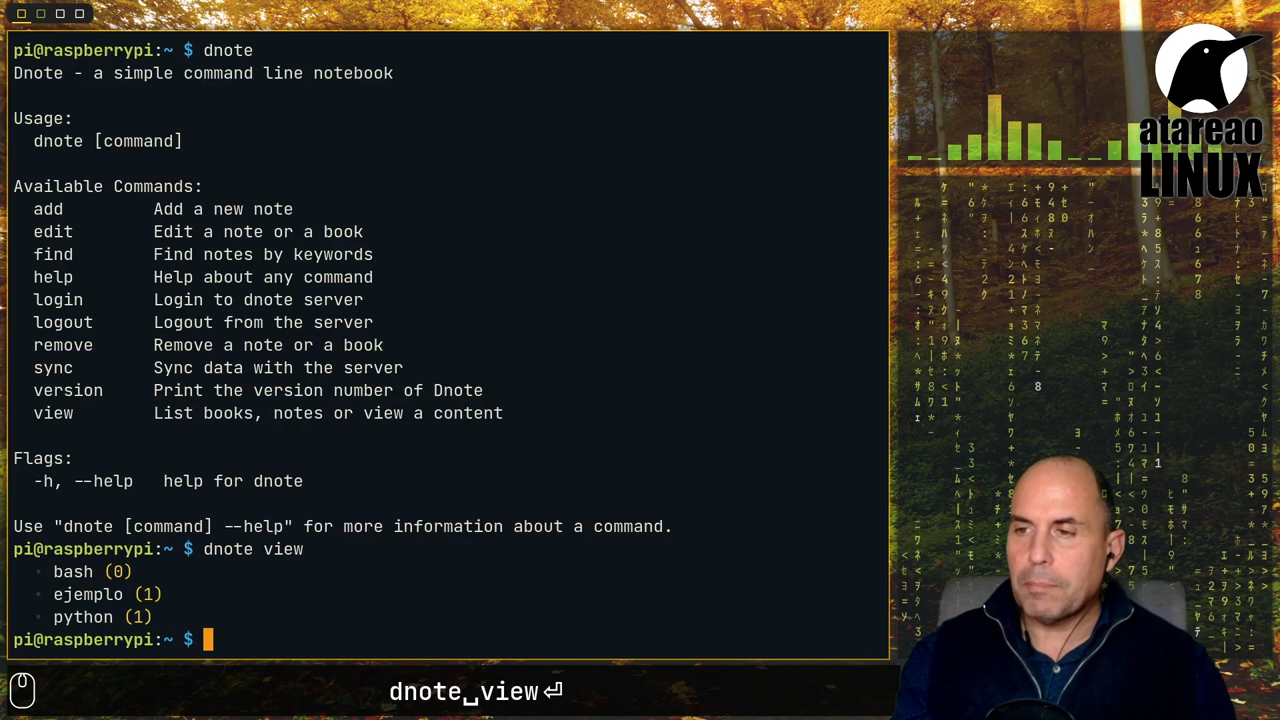 pi@raspberrypi:~ $ dnote
Dnote - a simple command line notebook
Usage:
dnote [command]
Available Commands:
add Add a new note
edit Edit a note or a book
find Find notes by keywords
help Help about any command
login Login to dnote server
logout Logout from the server
remove Remove a note or a book
sync Sync data with the server
version Print the version number of Dnote
view List books, notes or view a content
Flags:
-h, --help help for dnote
Use "dnote [command] --help" for more information about a command.
pi@raspberrypi:~ $ dnote view
• bash (0)
• ejemplo (1)
• python (1)
pi@raspberrypi:~ $
atareao
LINUX
dnote␣view⏎